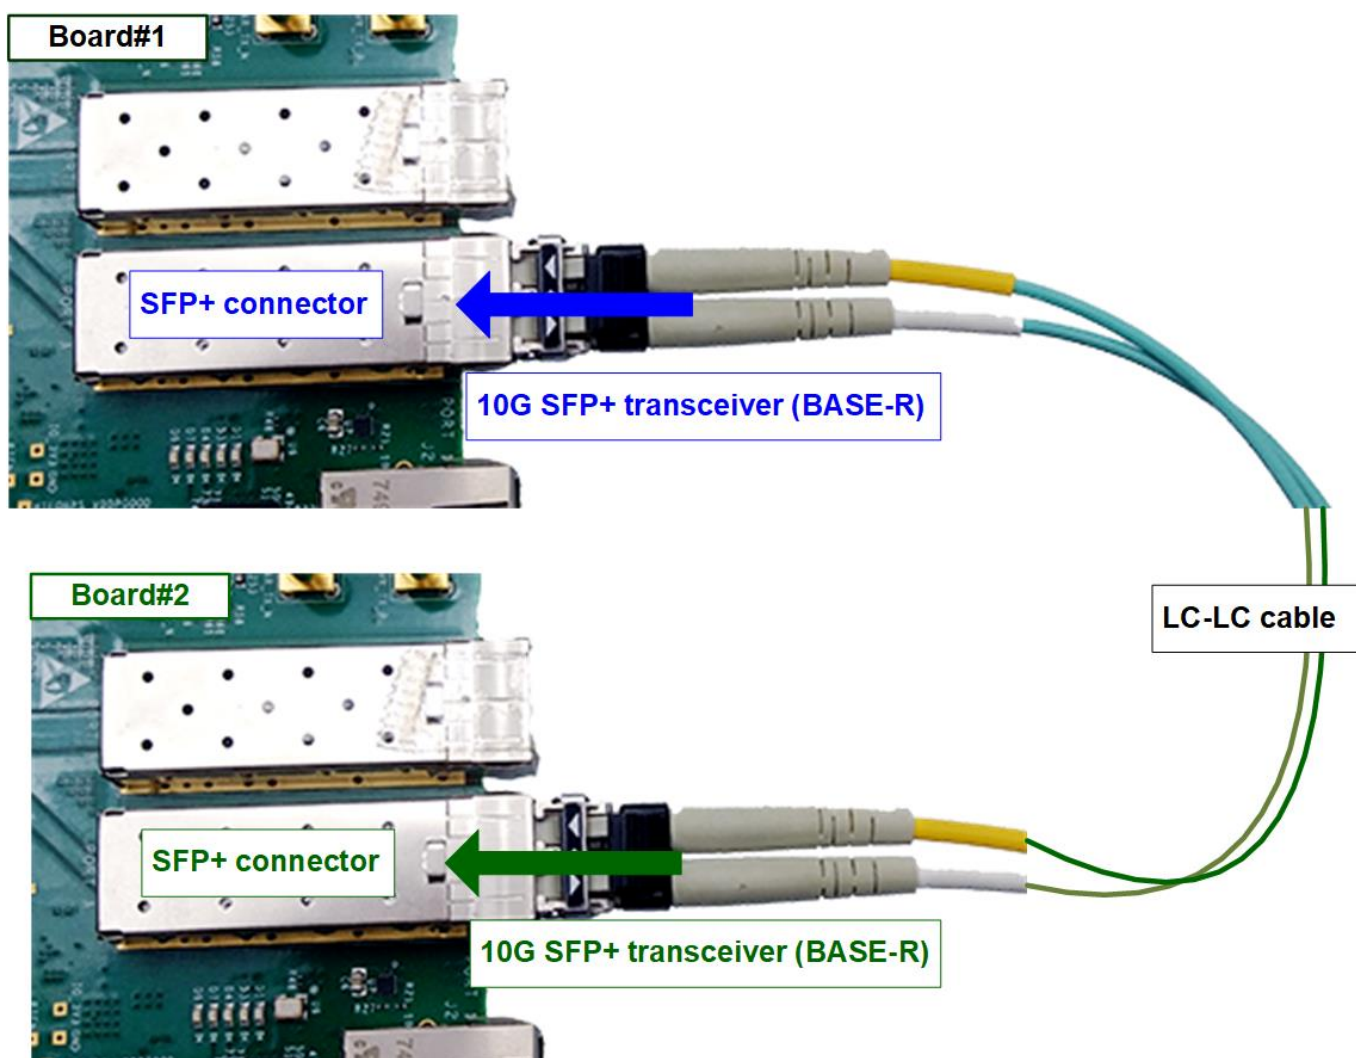 Board#1
SFP+ connector
10G SFP+ transceiver (BASE-R)
LC-LC cable
Board#2
SFP+ connector
10G SFP+ transceiver (BASE-R)